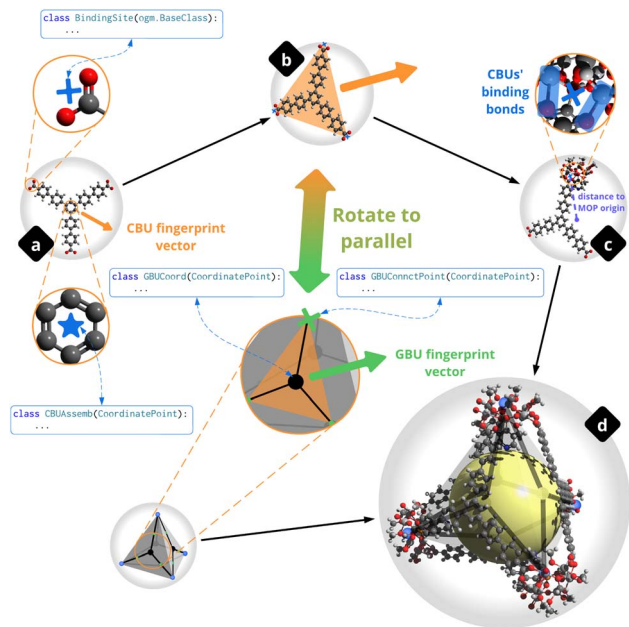 class BindingSite(ogm.BaseClass):
...
b
CBUs'
binding
bonds
a
CBU fingerprint
vector
distance to
MOP origin
c
Rotate to
parallel
class GBUCoord(CoordinatePoint):
...
class GBUConnctPoint(CoordinatePoint):
...
GBU fingerprint
vector
class CBUAssemb(CoordinatePoint):
...
d